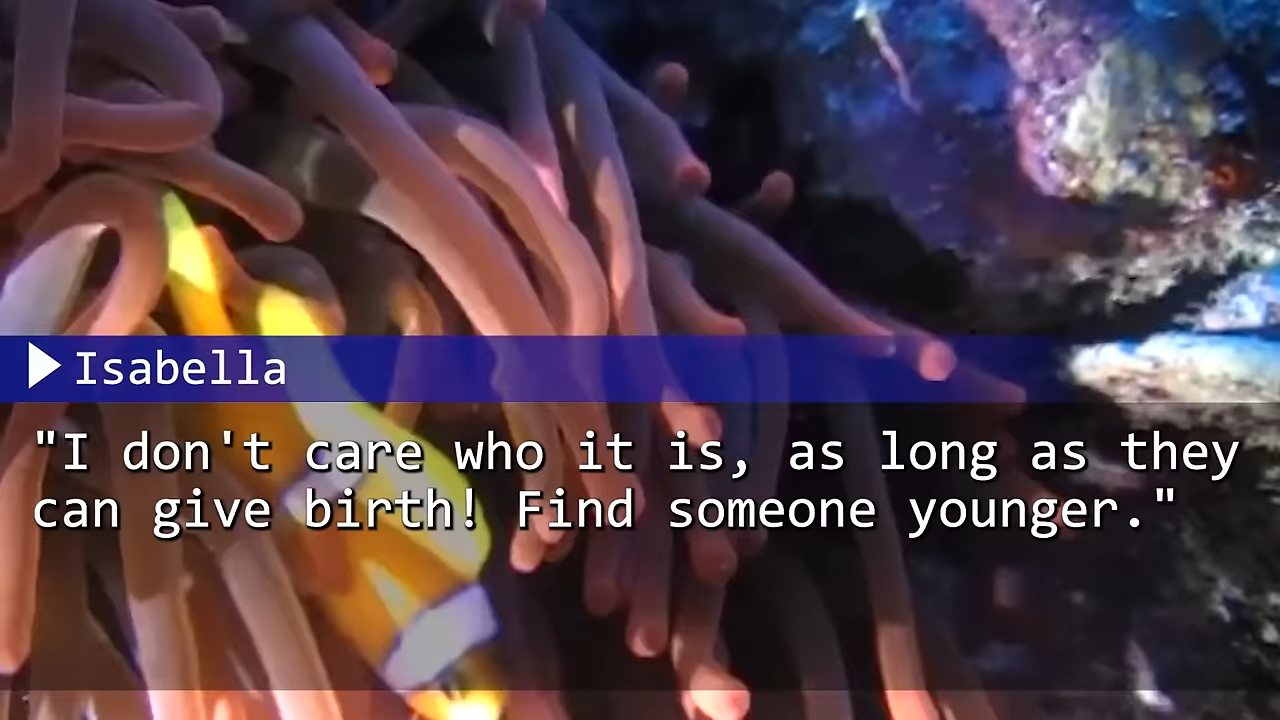 Isabella
"I don't care who it is, as long as they
can give birth! Find someone younger."